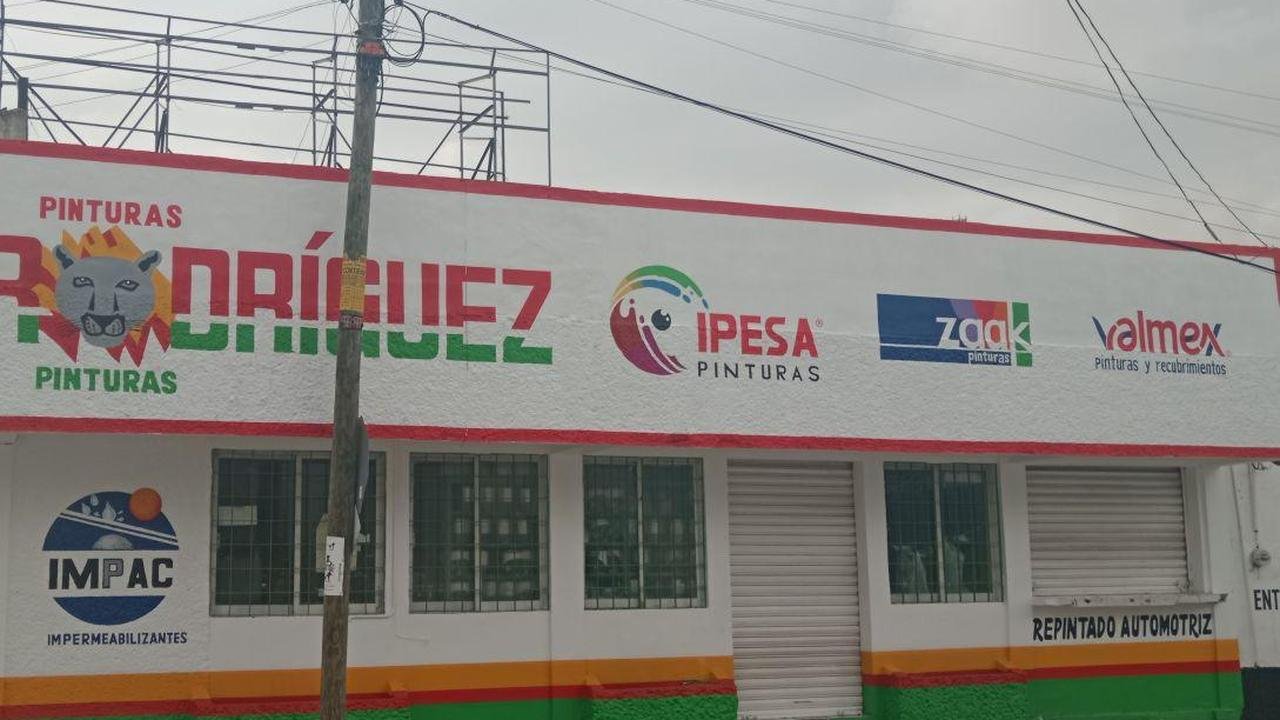 PINTURAS
RODRÍGUEZ
PINTURAS
IPESA®
PINTURAS
zaak
pinturas
Valmex
Pinturas y recubrimientos
IMPAC
IMPERMEABILIZANTES
REPINTADO AUTOMOTRIZ
ENT